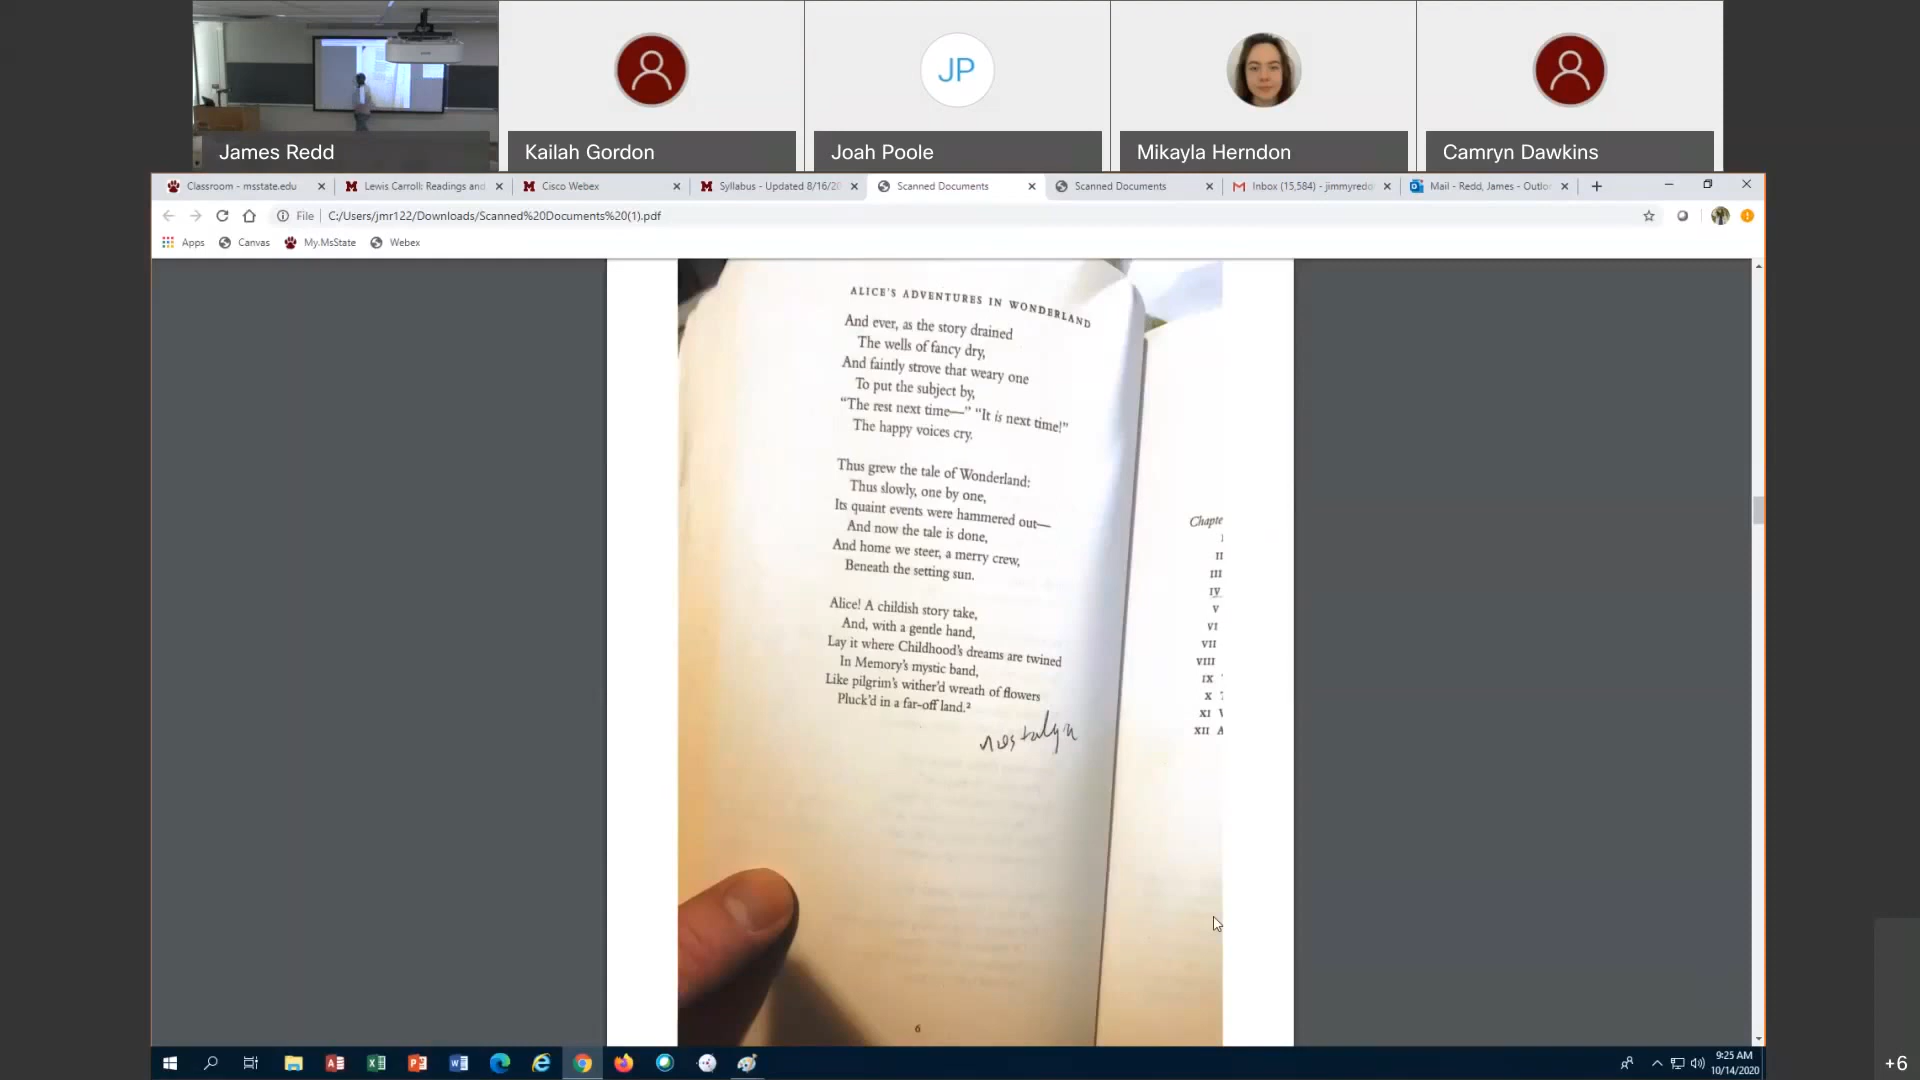 JP
James Redd
Kailah Gordon
Joah Poole
Mikayla Herndon
Camryn Dawkins
Classroom - msstate.edu
Lewis Carroll: Readings and
Cisco Webex
Syllabus - Updated 8/16/20
Scanned Documents
Scanned Documents
Inbox (15,584) - jimmyredd
Mail - Redd, James - Outlo
File
C:/Users/jmr122/Downloads/Scanned%20Documents%20(1).pdf
Apps
Canvas
My.MsState
Webex
ALICE'S ADVENTURES IN WONDERLAND
And ever, as the story drained
The wells of fancy dry,
And faintly strove that weary one
To put the subject by,
“The rest next time—” “It is next time!”
The happy voices cry.
Thus grew the tale of Wonderland:
Thus slowly, one by one,
Its quaint events were hammered out—
And now the tale is done,
And home we steer, a merry crew,
Beneath the setting sun.
Alice! A childish story take,
And, with a gentle hand,
Lay it where Childhood's dreams are twined
In Memory's mystic band,
Like pilgrim's wither'd wreath of flowers
Pluck'd in a far-off land.²
nostalgia
6
Chapte
I
II
III
IV
V
VI
VII
VIII
IX
X
XI
XII A
9:25 AM
10/14/2020
+6